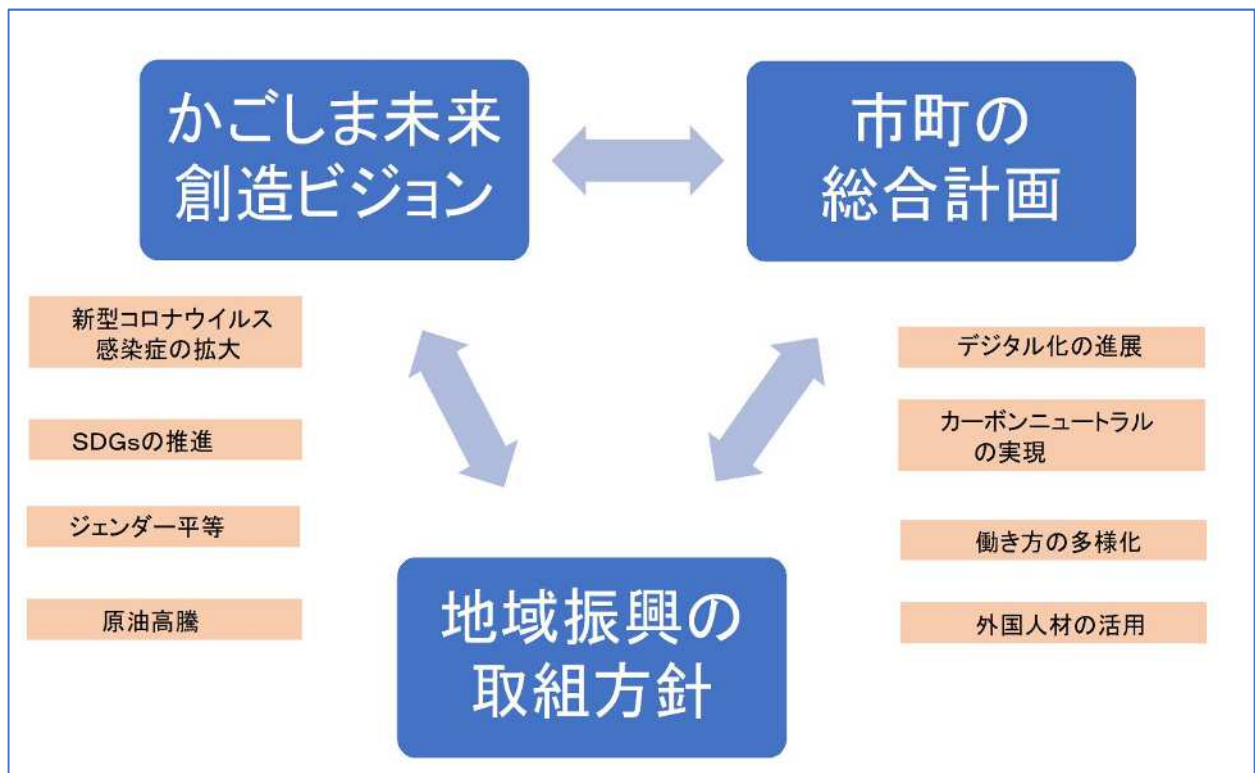 かごしま未来
創造ビジョン
市町の
総合計画
新型コロナウイルス
感染症の拡大
SDGsの推進
ジェンダー平等
原油高騰
デジタル化の進展
カーボンニュートラル
の実現
働き方の多様化
外国人材の活用
地域振興の
取組方針